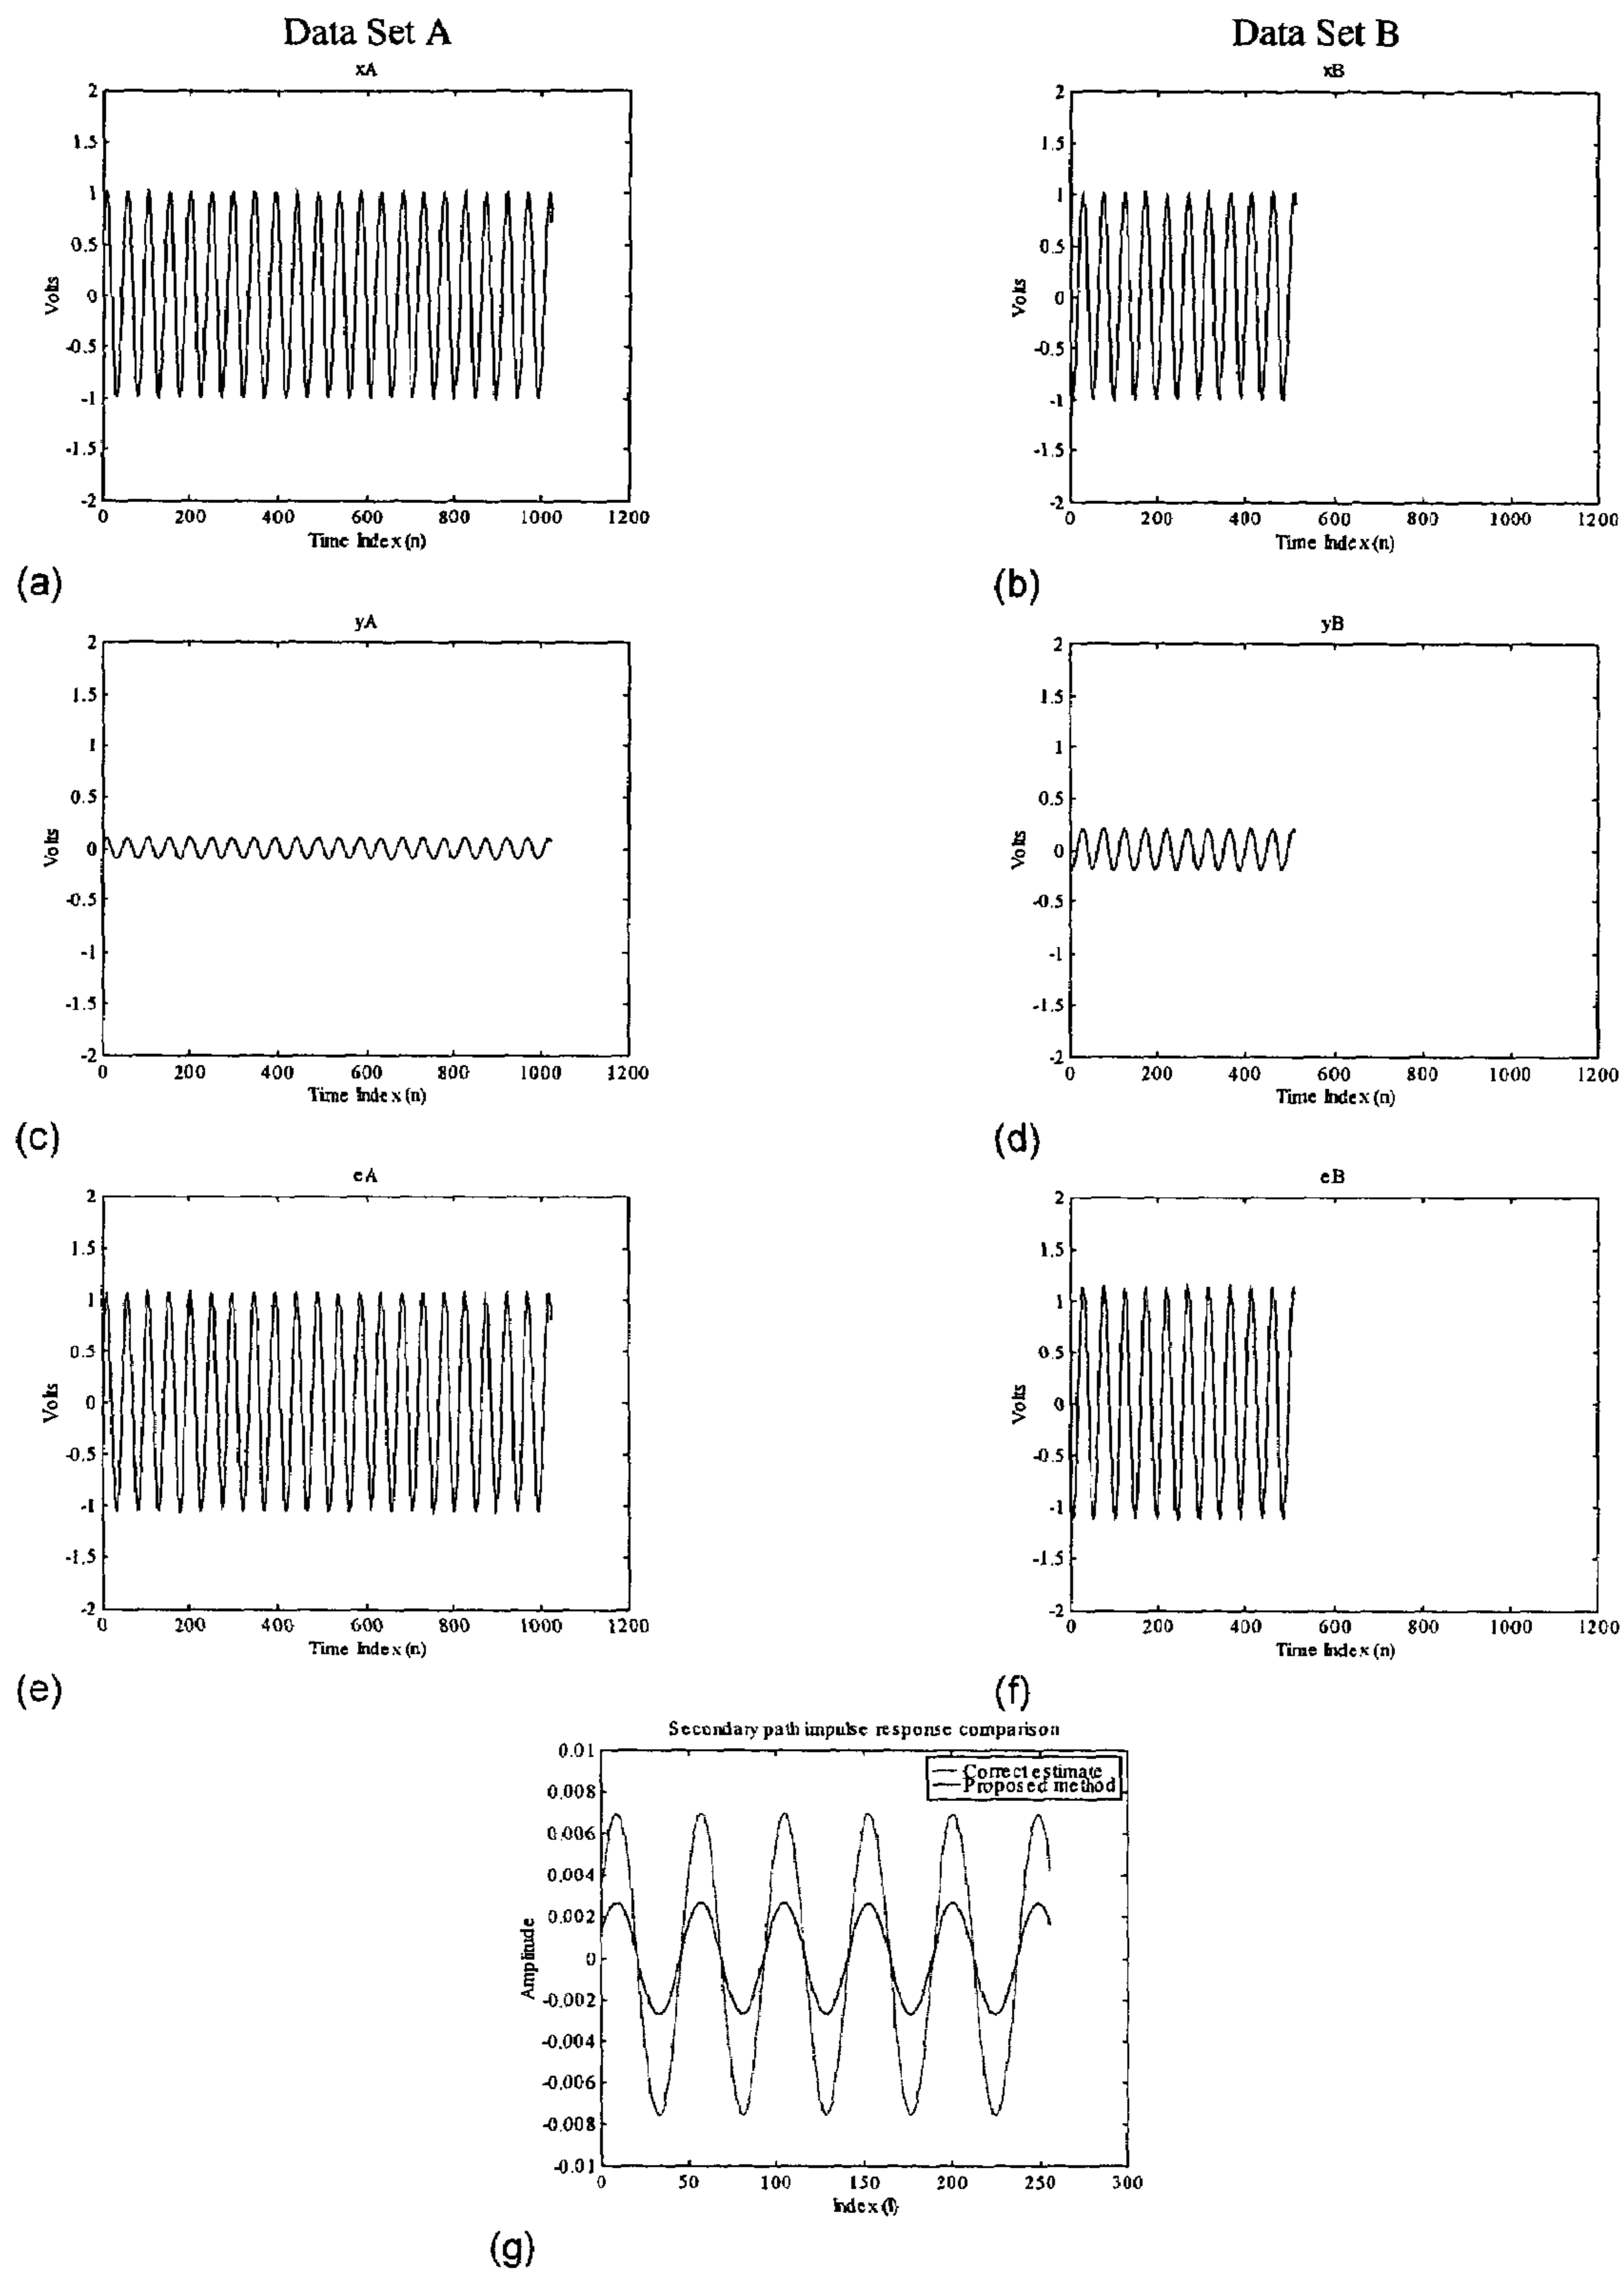 Data Set A
Data Set B
xA
2
1.5
1
0.5
0
-0.5
-1
-1.5
-2
Volts
0 200 400 600 800 1000 1200
Time Index (n)
(a)
xB
2
1.5
1
0.5
0
-0.5
-1
-1.5
-2
Volts
0 200 400 600 800 1000 1200
Time Index (n)
(b)
yA
2
1.5
1
0.5
0
-0.5
-1
-1.5
-2
Volts
0 200 400 600 800 1000 1200
Time Index (n)
(c)
yB
2
1.5
1
0.5
0
-0.5
-1
-1.5
-2
Volts
0 200 400 600 800 1000 1200
Time Index (n)
(d)
eA
2
1.5
1
0.5
0
-0.5
-1
-1.5
-2
Volts
0 200 400 600 800 1000 1200
Time Index (n)
(e)
eB
2
1.5
1
0.5
0
-0.5
-1
-1.5
-2
Volts
0 200 400 600 800 1000 1200
Time Index (n)
(f)
Secondary path impulse response comparison
Correct estimate
Proposed method
0.01
0.008
0.006
0.004
0.002
0
-0.002
-0.004
-0.006
-0.008
-0.01
Amplitude
0 50 100 150 200 250 300
Index (l)
(g)